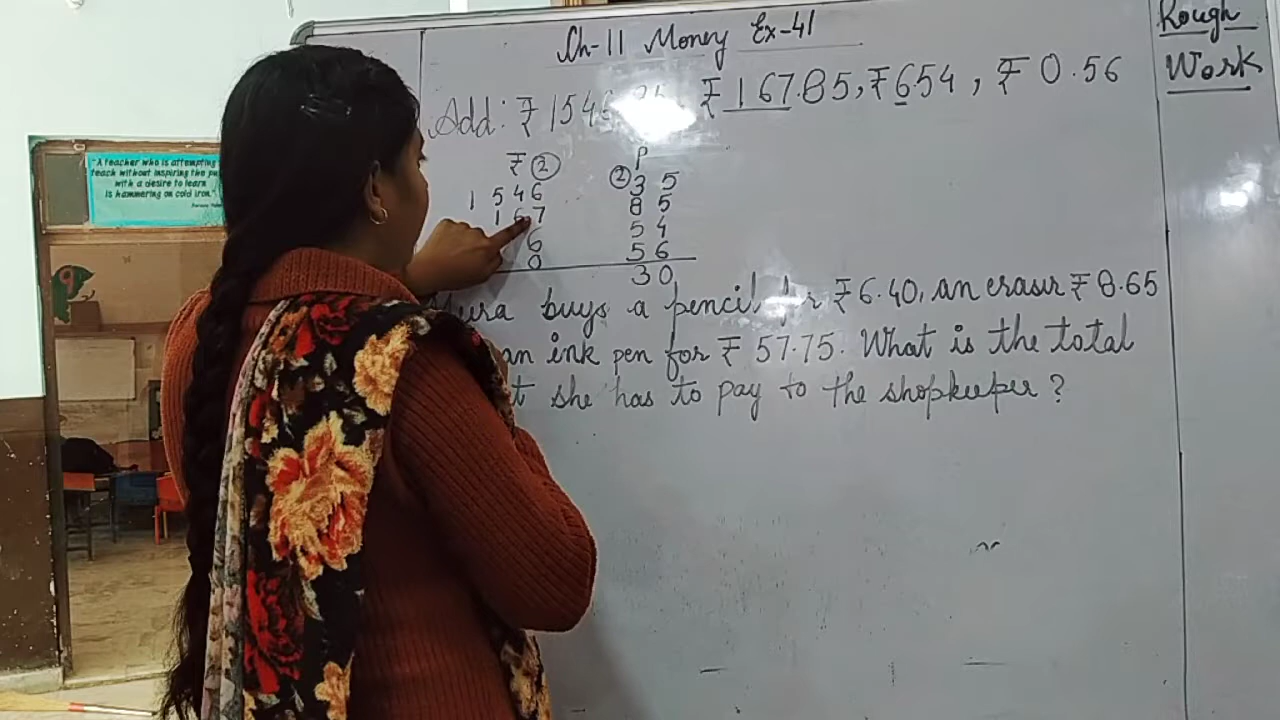 Ch-11 Money Ex-41
Rough
Work
Add: ₹ 1546.35, ₹ 167.85, ₹ 6.54, ₹ 0.56
"A teacher who is attempting
teach without inspiring the pu
with a desire to learn
is hammering on cold iron."
₹ ② P
1 5 4 6 ② 3 5
1 6 7 8 5
6 5 4
0 5 6
3 0
buys a pencil for ₹ 6.40, an eraser ₹ 8.65
an ink pen for ₹ 57.75. What is the total
she has to pay to the shopkeeper?